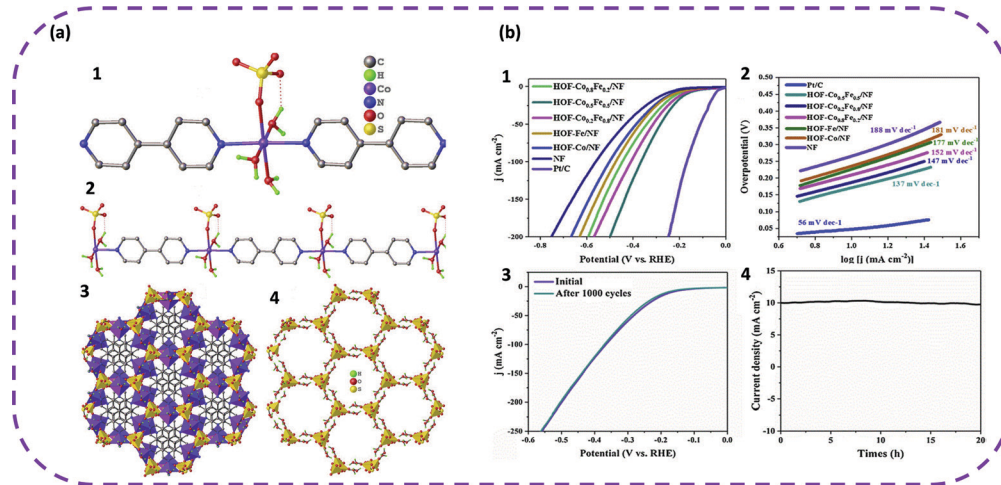 (a)
1
C
H
Co
N
O
S
2
3
4
H
O
S
(b)
1
HOF-Co0.8Fe0.2/NF
HOF-Co0.5Fe0.5/NF
HOF-Co0.2Fe0.8/NF
HOF-Fe/NF
HOF-Co/NF
NF
Pt/C
0
-50
-100
-150
-200
j (mA cm-2)
-0.8
-0.6
-0.4
-0.2
0.0
Potential (V vs. RHE)
2
Pt/C
HOF-Co0.5Fe0.5/NF
HOF-Co0.2Fe0.8/NF
HOF-Co0.8Fe0.2/NF
HOF-Fe/NF
HOF-Co/NF
NF
188 mV dec-1
181 mV dec-1
177 mV dec-1
152 mV dec-1
147 mV dec-1
137 mV dec-1
56 mV dec-1
0.50
0.45
0.40
0.35
0.30
0.25
0.20
0.15
0.10
0.05
Overpotential (V)
0.6
0.8
1.0
1.2
1.4
1.6
log [j (mA cm-2)]
3
Initial
After 1000 cycles
0
-50
-100
-150
-200
-250
j (mA cm-2)
-0.6
-0.5
-0.4
-0.3
-0.2
-0.1
0.0
Potential (V vs. RHE)
4
15
10
5
0
-5
-10
Current density (mA cm-2)
0
5
10
15
20
Times (h)